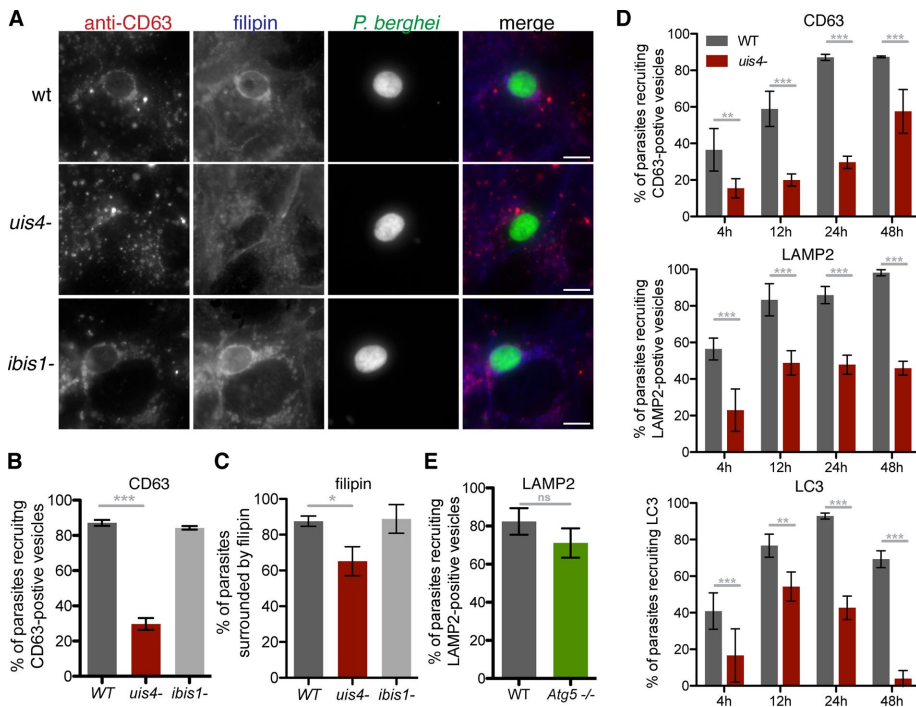 A
anti-CD63 filipin P. berghei merge
wt
uis4-
ibis1-
B
CD63
% of parasites recruiting
CD63-postive vesicles
100
80
60
40
20
0
***
WT uis4- ibis1-
C
filipin
% of parasites
surrounded by filipin
100
80
60
40
20
0
*
WT uis4- ibis1-
E
LAMP2
% of parasites recruiting
LAMP2-positive vesicles
100
80
60
40
20
0
ns
WT Atg5 -/-
D
CD63
WT
uis4-
% of parasites recruiting
CD63-postive vesicles
100
80
60
40
20
0
** *** *** ***
4h 12h 24h 48h
LAMP2
% of parasites recruiting
LAMP2-positive vesicles
100
80
60
40
20
0
*** *** *** ***
4h 12h 24h 48h
LC3
% of parasites recruiting LC3
100
80
60
40
20
0
*** ** *** ***
4h 12h 24h 48h